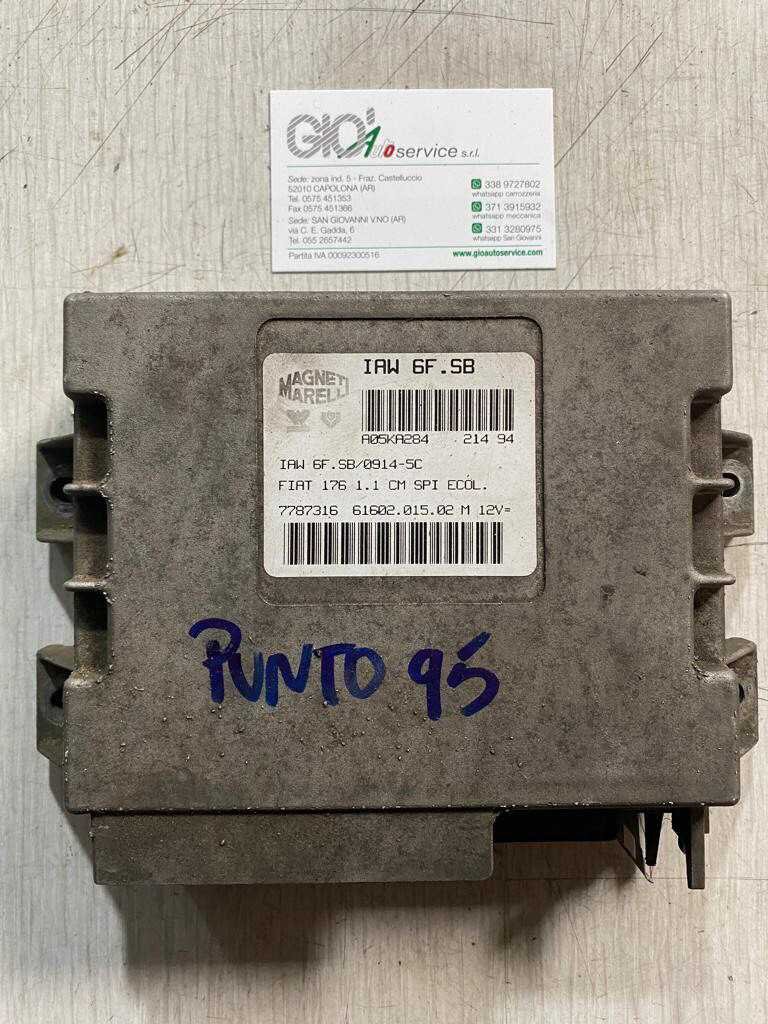 GIO' Autoservice s.r.l.
Sede: zona ind. 5 - Fraz. Castelluccio
52010 CAPOLONA (AR)
Tel. 0575 451353
Fax 0575 451366
Sede: SAN GIOVANNI V.NO (AR)
via C. E. Gadda, 6
Tel. 055 2657442
Partita IVA 00092300516
338 9727802
whatsapp carrozzeria
371 3915932
whatsapp meccanica
331 3280975
whatsapp San Giovanni
www.gioautoservice.com
MAGNETI
MARELLI
IAW 6F.SB
A05KA284 214 94
IAW 6F.SB/0914-5C
FIAT 176 1.1 CM SPI ECOL.
7787316 61602.015.02 M 12V=
PUNTO 95